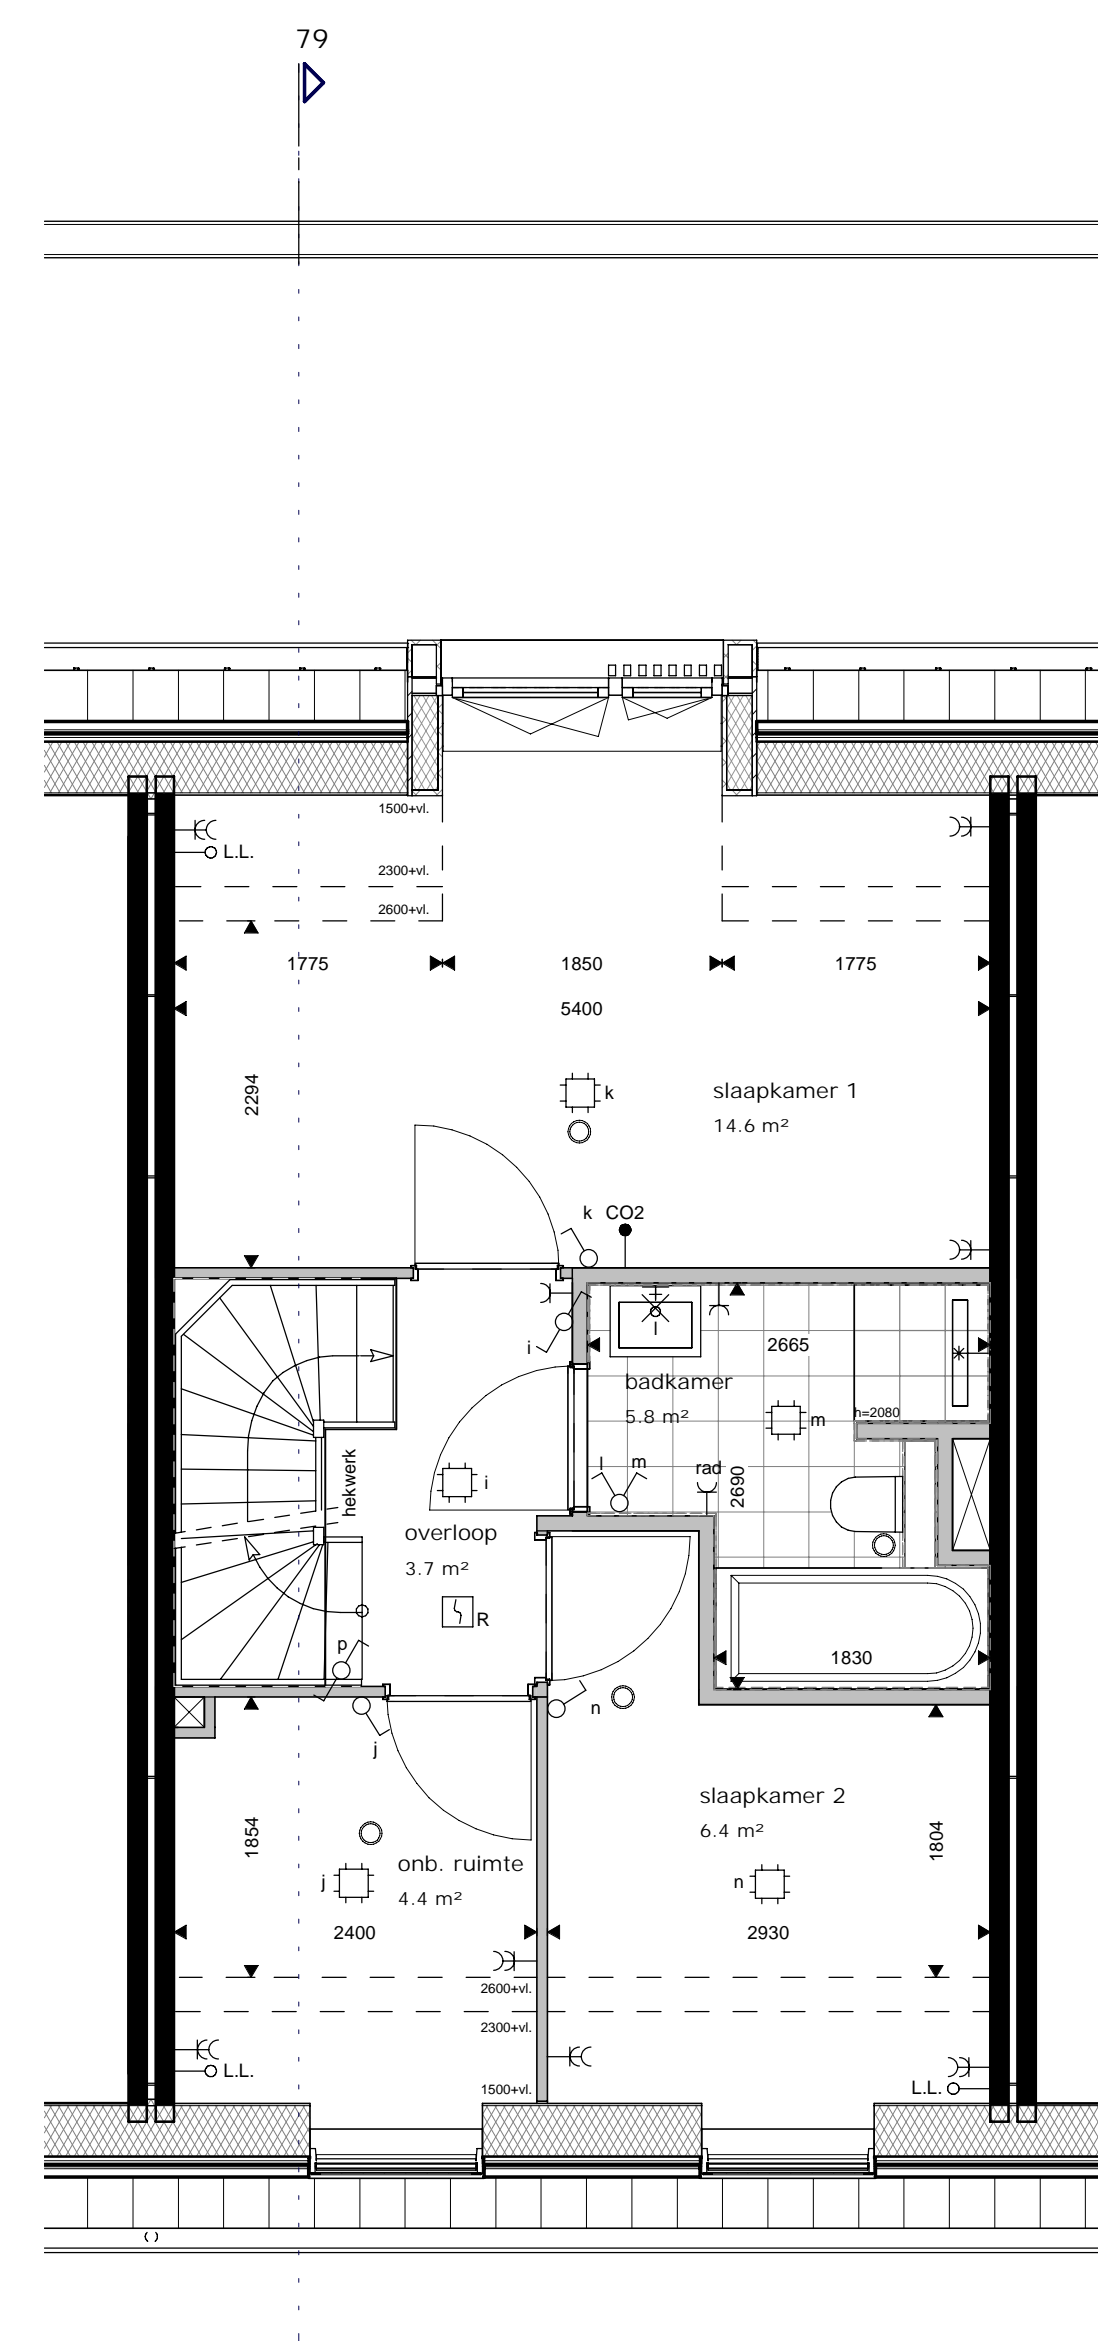 79
1500+vl.
L.L.
2300+vl.
2600+vl.
1775
1850
1775
5400
2294
k
slaapkamer 1
14.6 m²
k
CO2
i
l
2665
badkamer
5.8 m²
m
h=2080
hekwerk
i
l
m
rad
2690
overloop
3.7 m²
R
p
1830
n
j
slaapkamer 2
6.4 m²
1854
1804
onb. ruimte
j
4.4 m²
n
2400
2930
2600+vl.
2300+vl.
L.L.
1500+vl.
L.L.